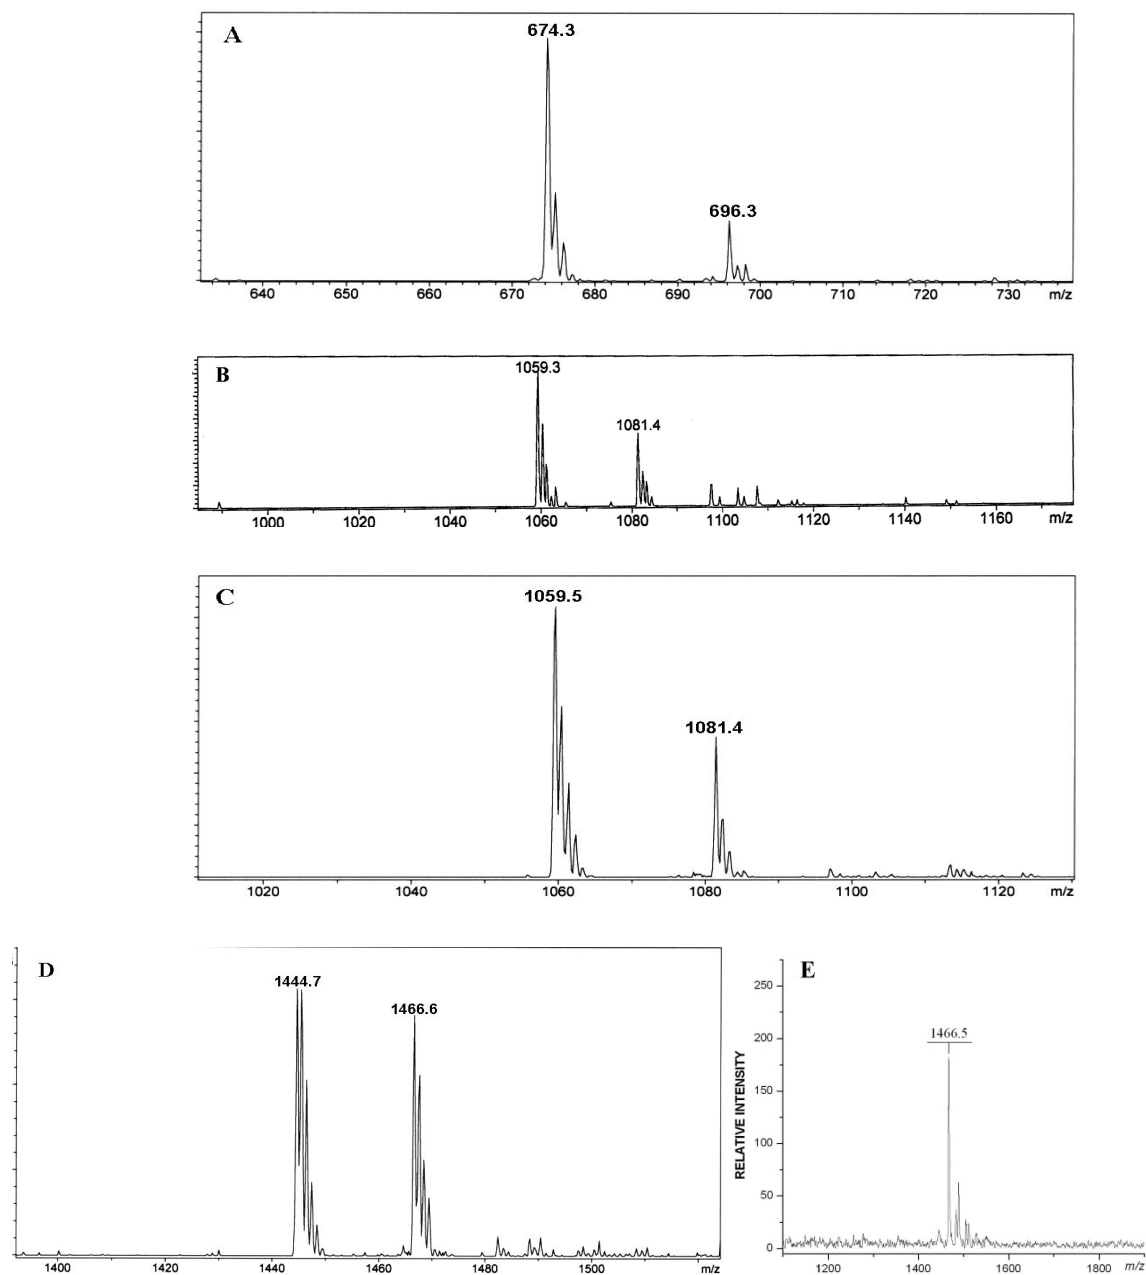 A
674.3
696.3
640 650 660 670 680 690 700 710 720 730 m/z
B
1059.3
1081.4
1000 1020 1040 1060 1080 1100 1120 1140 1160 m/z
C
1059.5
1081.4
1020 1040 1060 1080 1100 1120 m/z
D
1444.7
1466.6
1400 1420 1440 1460 1480 1500 m/z
E
1466.5
RELATIVE INTENSITY
250
200
150
100
50
0
1200 1400 1600 1800 m/z